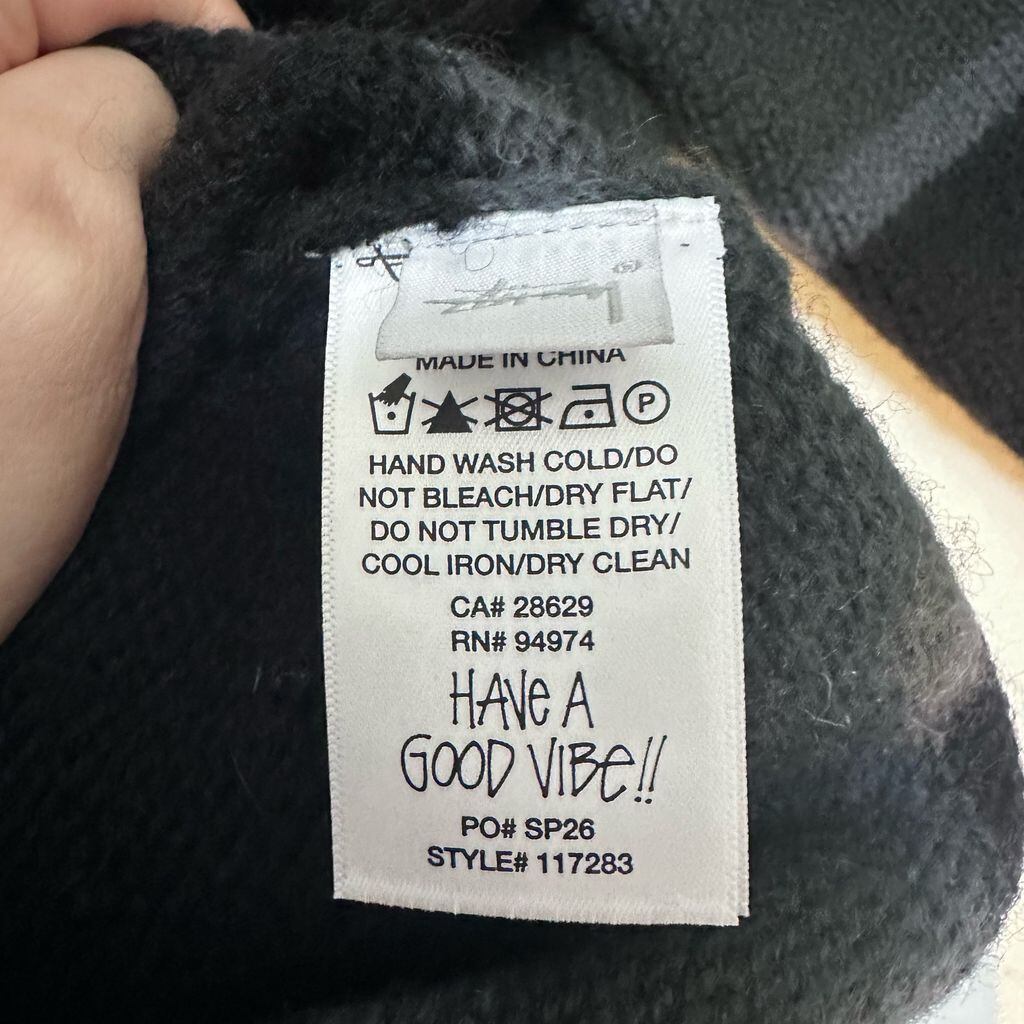 MADE IN CHINA
P
HAND WASH COLD/DO
NOT BLEACH/DRY FLAT/
DO NOT TUMBLE DRY/
COOL IRON/DRY CLEAN
CA# 28629
RN# 94974
HAVE A
GOOD VIBE!!
PO# SP26
STYLE# 117283